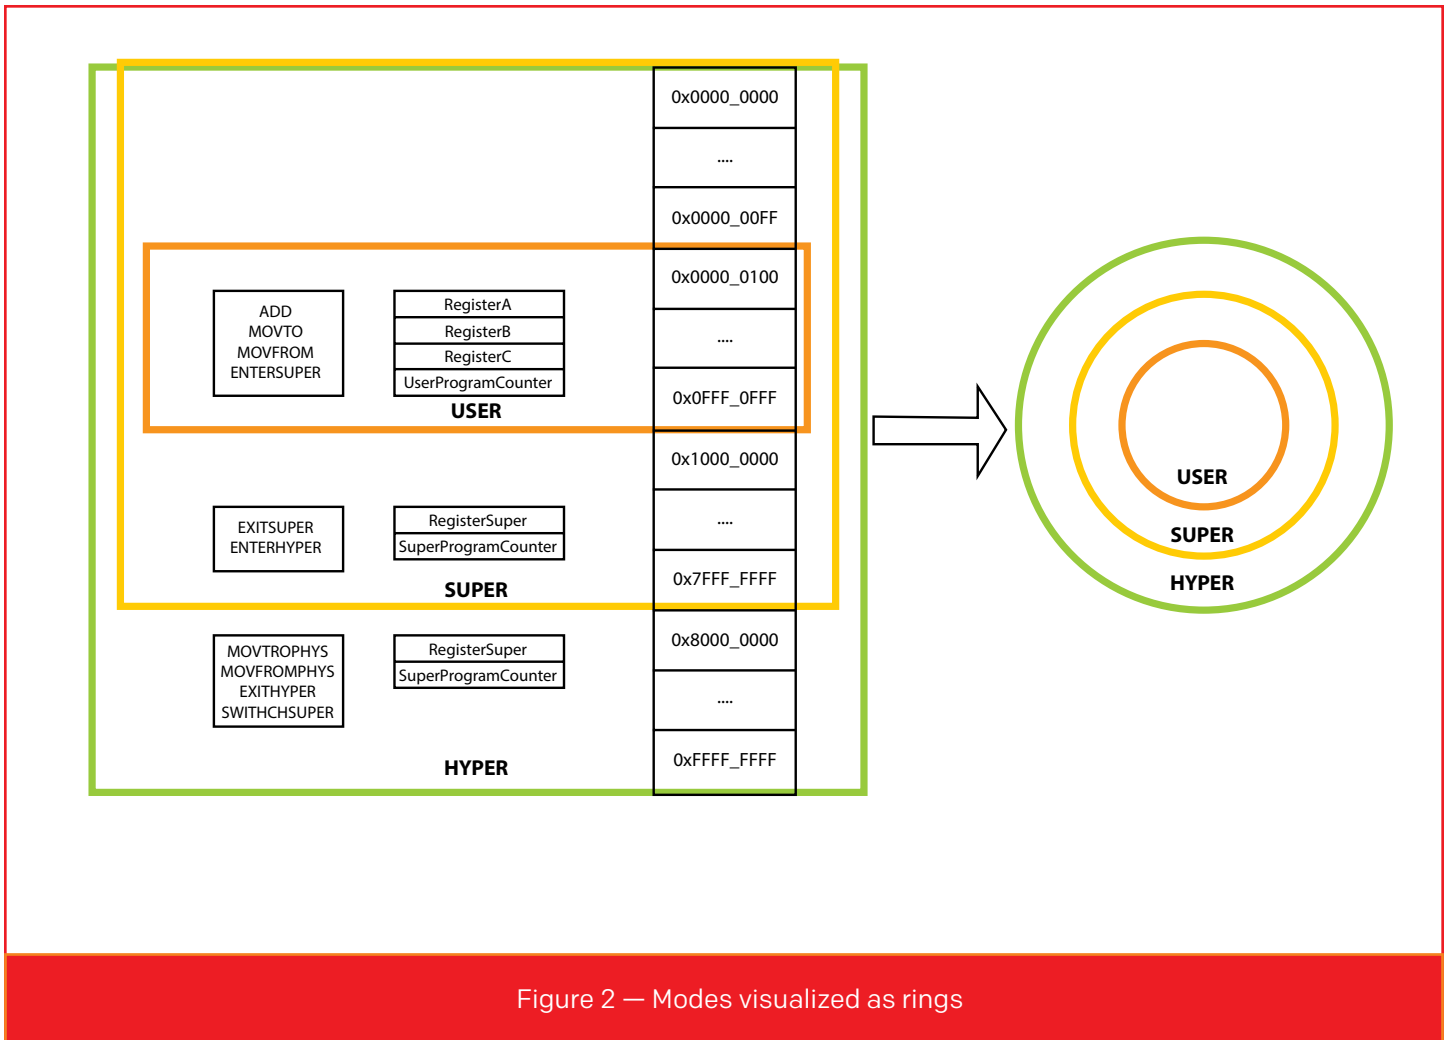 0x0000_0000
....
0x0000_00FF
0x0000_0100
....
0x0FFF_0FFF
0x1000_0000
....
0x7FFF_FFFF
0x8000_0000
....
0xFFFF_FFFF
ADD
MOVTO
MOVFROM
ENTERSUPER
RegisterA
RegisterB
RegisterC
UserProgramCounter
USER
EXITSUPER
ENTERHYPER
RegisterSuper
SuperProgramCounter
SUPER
MOVTROPHYS
MOVFROMPHYS
EXITHYPER
SWITHCHSUPER
RegisterSuper
SuperProgramCounter
HYPER
USER
SUPER
HYPER
Figure 2 — Modes visualized as rings